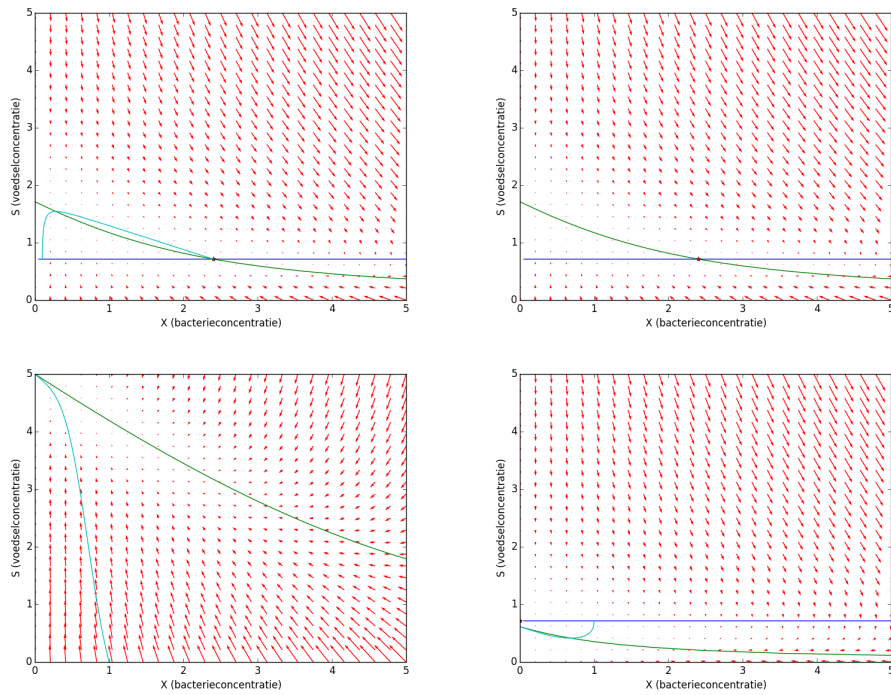 5
4
3
2
1
0
S (voedselconcentratie)
0 1 2 3 4 5
X (bacterieconcentratie)
5
4
3
2
1
0
S (voedselconcentratie)
0 1 2 3 4 5
X (bacterieconcentratie)
5
4
3
2
1
0
S (voedselconcentratie)
0 1 2 3 4 5
X (bacterieconcentratie)
5
4
3
2
1
0
S (voedselconcentratie)
0 1 2 3 4 5
X (bacterieconcentratie)